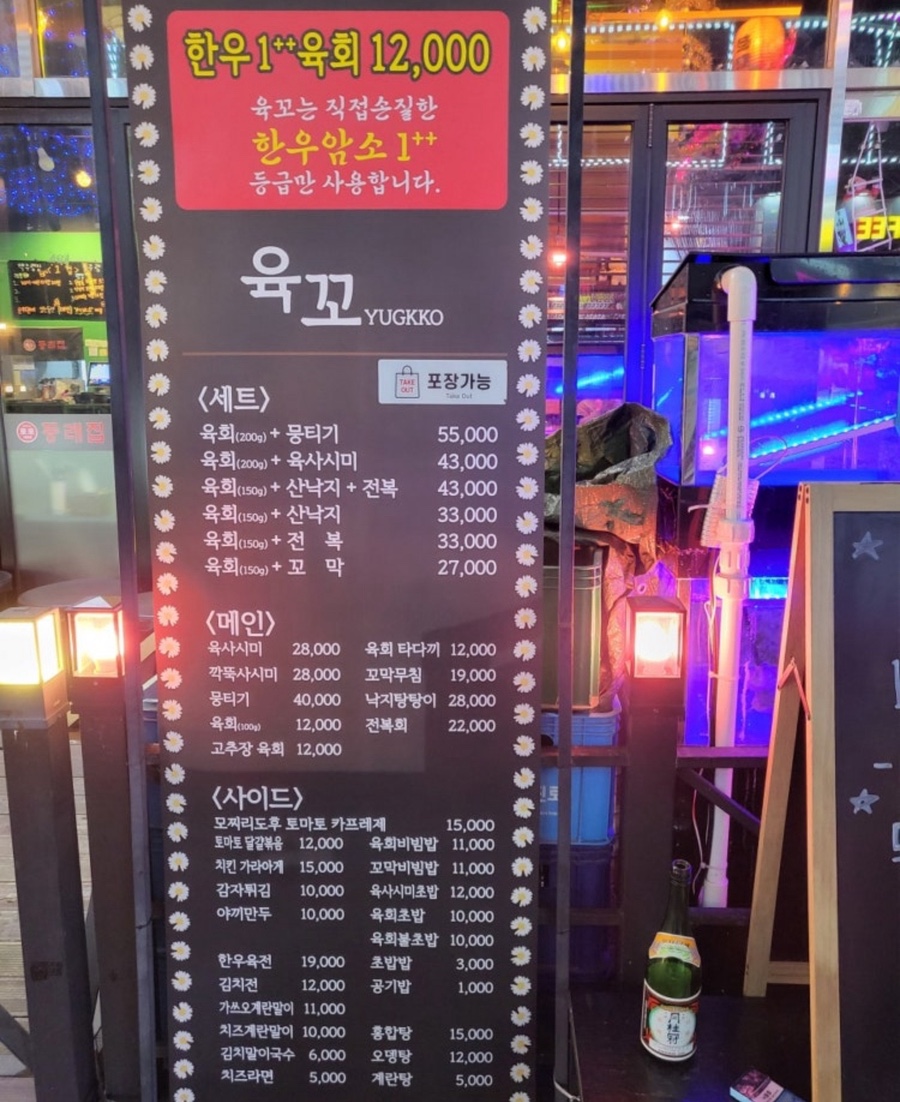 한우1++육회 12,000
육꼬는 직접손질한
한우암소 1++
등급만 사용합니다.
육꼬 YUGKKO
TAKE OUT 포장가능
Take Out
<세트>
육회(200g) + 뭉티기 55,000
육회(200g) + 육사시미 43,000
육회(150g) + 산낙지 + 전복 43,000
육회(150g) + 산낙지 33,000
육회(150g) + 전 복 33,000
육회(150g) + 꼬 막 27,000
<메인>
육사시미 28,000 육회 타다끼 12,000
깍뚝사시미 28,000 꼬막무침 19,000
뭉티기 40,000 낙지탕탕이 28,000
육회(100g) 12,000 전복회 22,000
고추장 육회 12,000
<사이드>
모찌리도후 토마토 카프레제 15,000
토마토 달걀볶음 12,000 육회비빔밥 11,000
치킨 가라아게 15,000 꼬막비빔밥 11,000
감자튀김 10,000 육사시미초밥 12,000
야끼만두 10,000 육회초밥 10,000
육회불초밥 10,000
한우육전 19,000 초밥밥 3,000
김치전 12,000 공기밥 1,000
가쓰오계란말이 11,000
치즈계란말이 10,000 홍합탕 15,000
김치말이국수 6,000 오뎅탕 12,000
치즈라면 5,000 계란탕 5,000
FEE
月桂冠